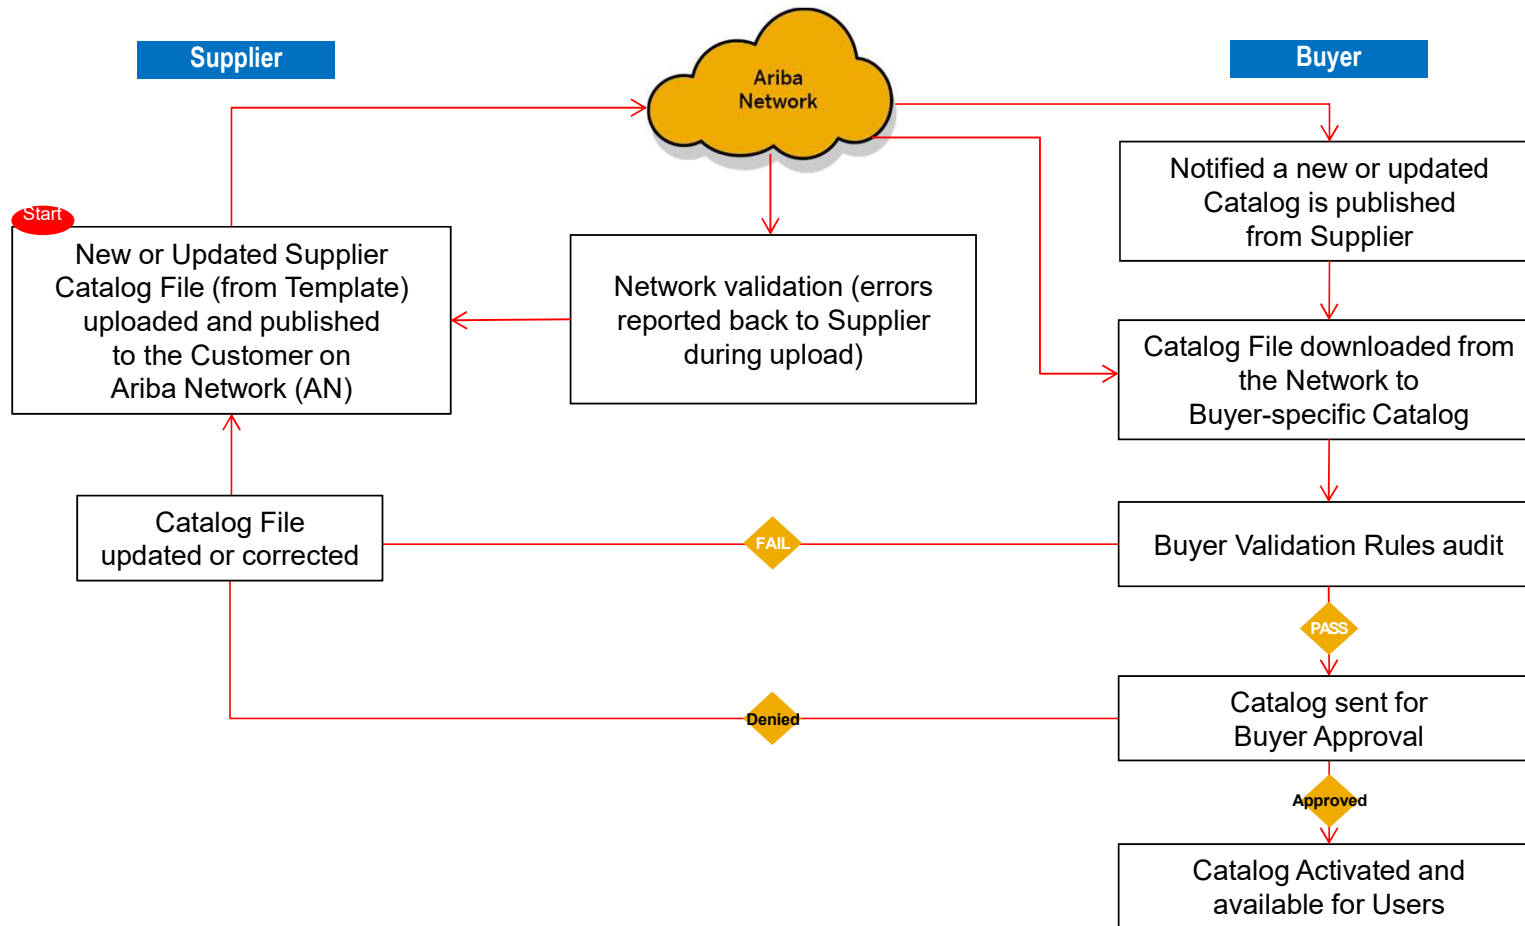 Supplier
Ariba
Network
Buyer
Start
New or Updated Supplier
Catalog File (from Template)
uploaded and published
to the Customer on
Ariba Network (AN)
Network validation (errors
reported back to Supplier
during upload)
Notified a new or updated
Catalog is published
from Supplier
Catalog File downloaded from
the Network to
Buyer-specific Catalog
Catalog File
updated or corrected
FAIL
Buyer Validation Rules audit
PASS
Denied
Catalog sent for
Buyer Approval
Approved
Catalog Activated and
available for Users